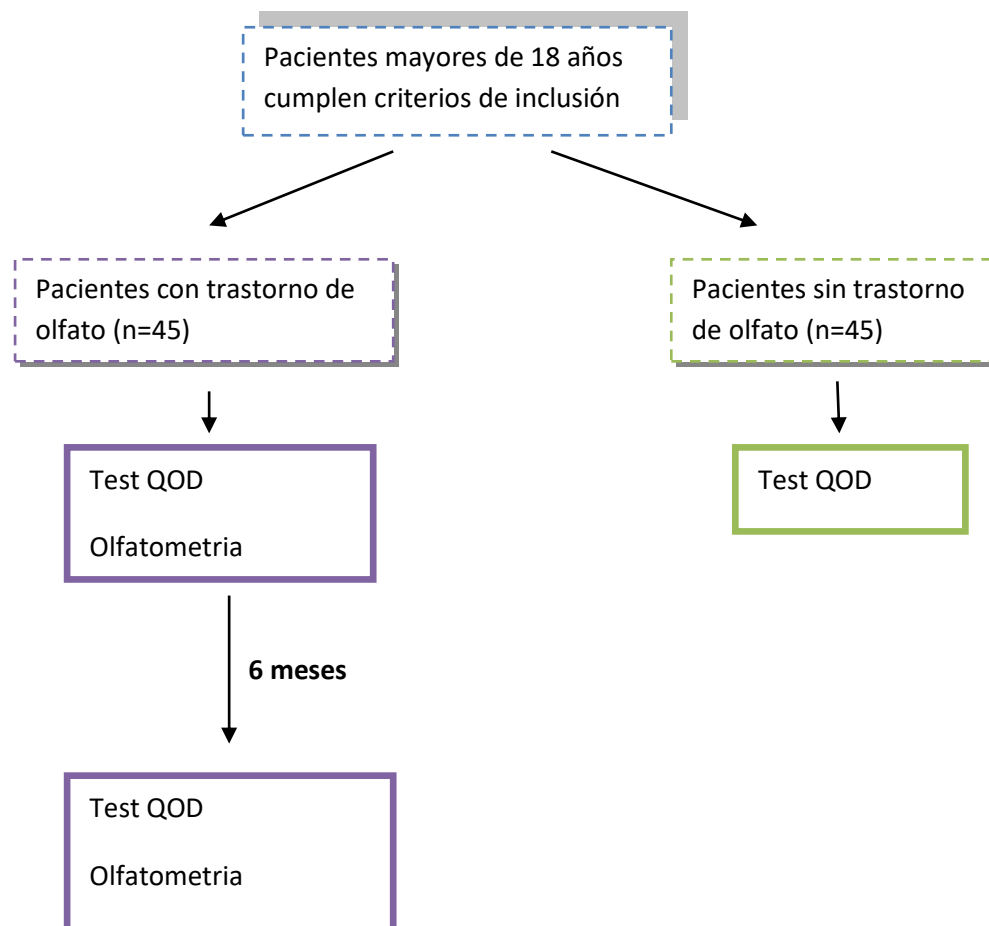 Pacientes mayores de 18 años
cumplen criterios de inclusión
Pacientes con trastorno de
olfato (n=45)
Pacientes sin trastorno
de olfato (n=45)
Test QOD
Olfatometria
Test QOD
6 meses
Test QOD
Olfatometria